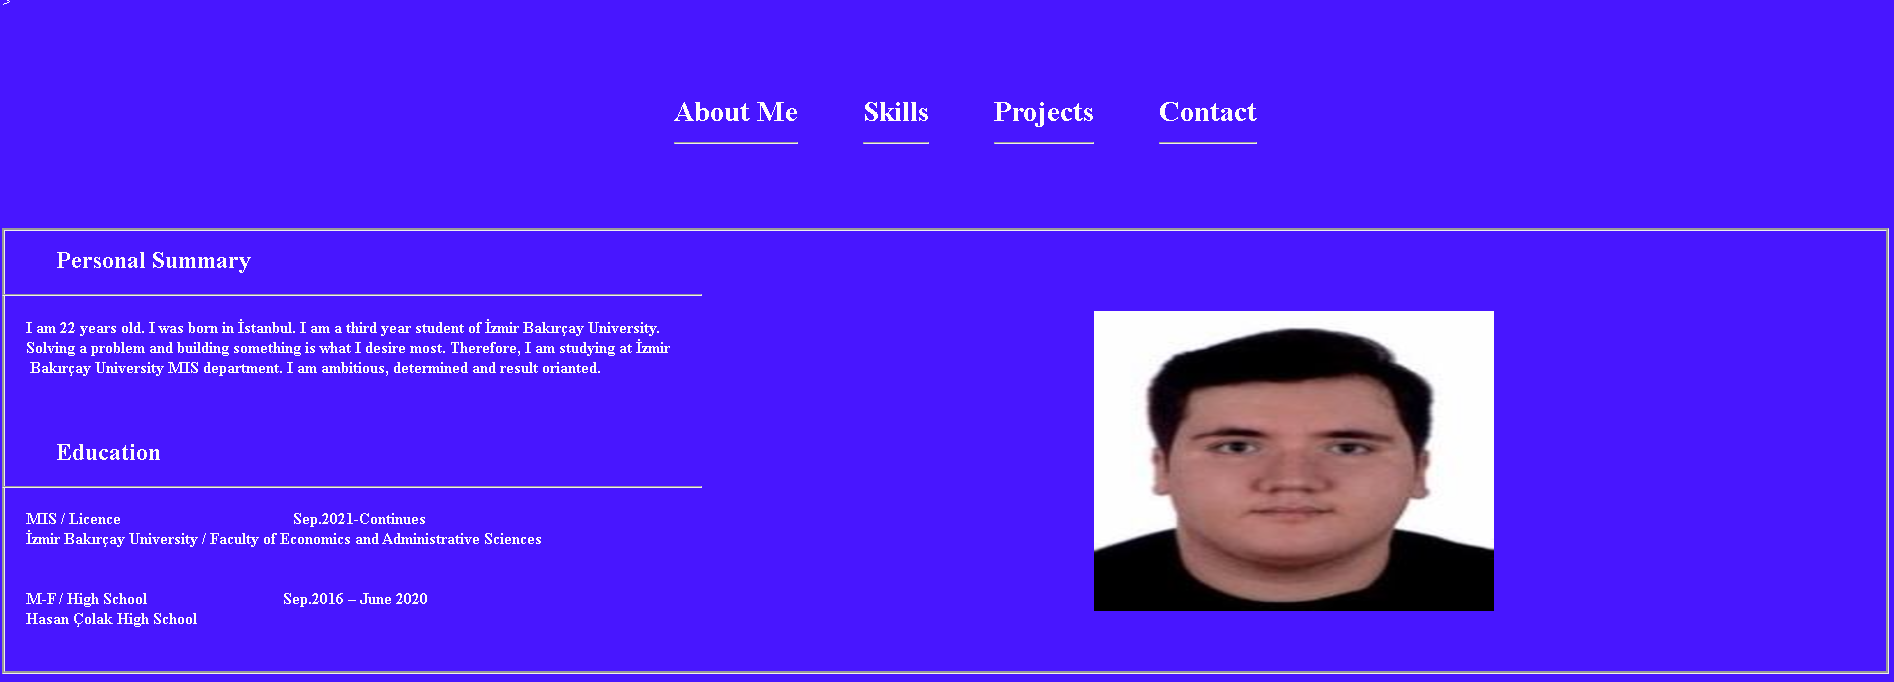 >
About Me Skills Projects Contact
Personal Summary
I am 22 years old. I was born in İstanbul. I am a third year student of İzmir Bakırçay University.
Solving a problem and building something is what I desire most. Therefore, I am studying at İzmir
Bakırçay University MIS department. I am ambitious, determined and result orianted.
Education
MIS / Licence Sep.2021-Continues
İzmir Bakırçay University / Faculty of Economics and Administrative Sciences
M-F / High School Sep.2016 – June 2020
Hasan Çolak High School